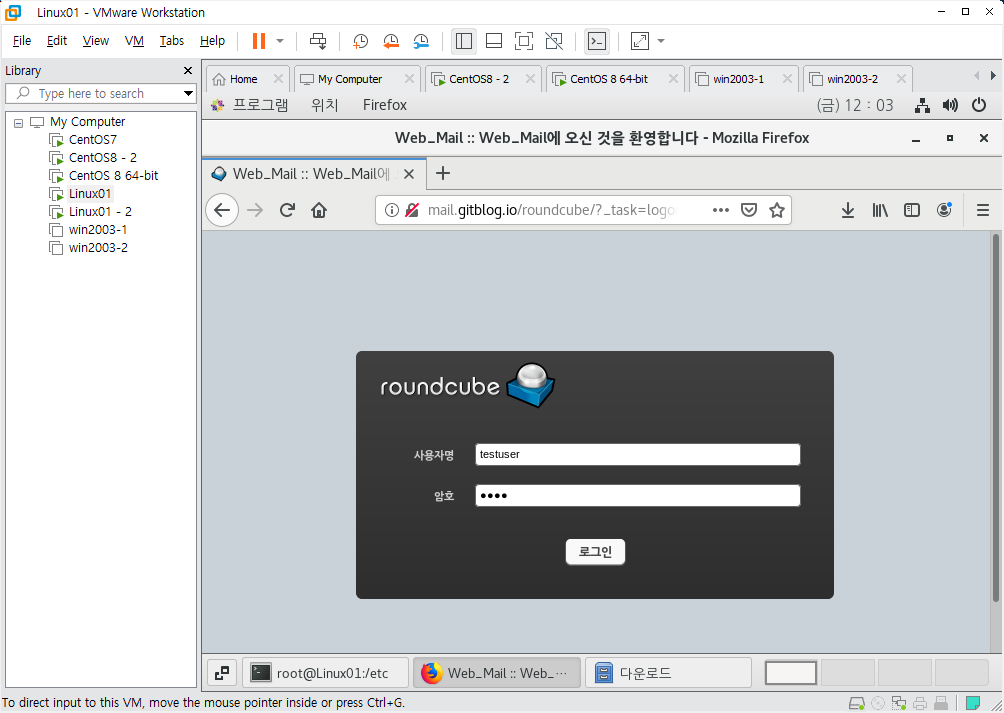 Linux01 - VMware Workstation
File Edit View VM Tabs Help
Library
Type here to search
My Computer
CentOS7
CentOS8 - 2
CentOS 8 64-bit
Linux01
Linux01 - 2
win2003-1
win2003-2
Home My Computer CentOS8 - 2 CentOS 8 64-bit win2003-1 win2003-2
프로그램 위치 Firefox (금) 12 : 03
Web_Mail :: Web_Mail에 오신 것을 환영합니다 - Mozilla Firefox
Web_Mail :: Web_Mail에
mail.gitblog.io/roundcube/?_task=logo
roundcube
사용자명 testuser
암호 ••••
로그인
root@Linux01:/etc Web_Mail :: Web_··· 다운로드
To direct input to this VM, move the mouse pointer inside or press Ctrl+G.